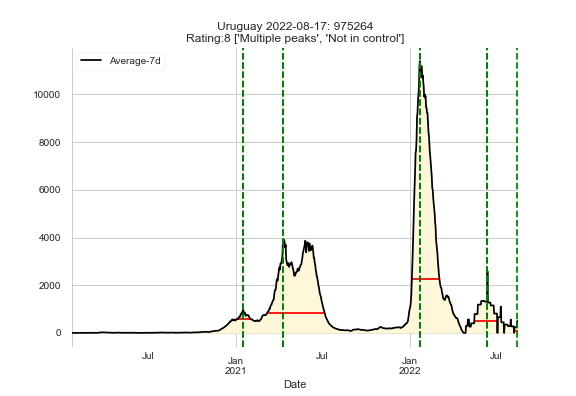 Uruguay 2022-08-17: 975264
Rating:8 ['Multiple peaks', 'Not in control']
Average-7d
10000
8000
6000
4000
2000
0
Jul
Jan
2021
Jul
Jan
2022
Jul
Date